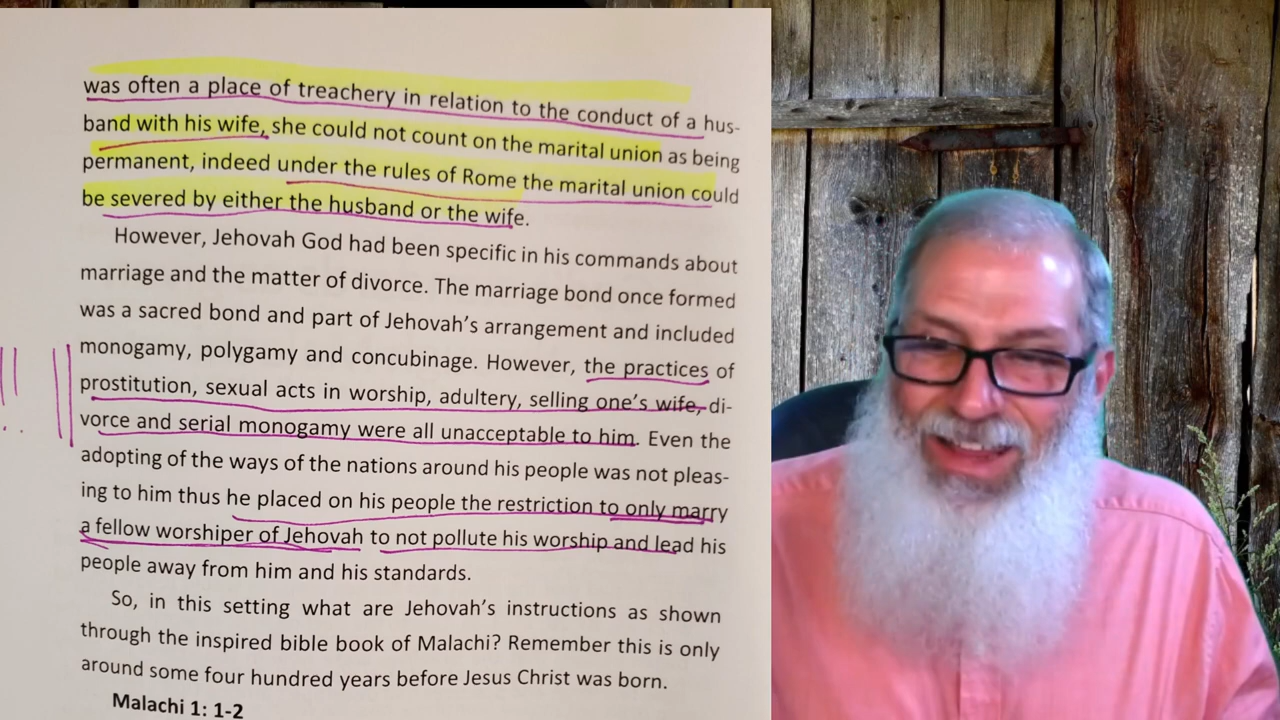 was often a place of treachery in relation to the conduct of a hus-
band with his wife, she could not count on the marital union as being
permanent, indeed under the rules of Rome the marital union could
be severed by either the husband or the wife.
However, Jehovah God had been specific in his commands about
marriage and the matter of divorce. The marriage bond once formed
was a sacred bond and part of Jehovah's arrangement and included
monogamy, polygamy and concubinage. However, the practices of
prostitution, sexual acts in worship, adultery, selling one's wife, di-
vorce and serial monogamy were all unacceptable to him. Even the
adopting of the ways of the nations around his people was not pleas-
ing to him thus he placed on his people the restriction to only marry
a fellow worshiper of Jehovah to not pollute his worship and lead his
people away from him and his standards.
So, in this setting what are Jehovah's instructions as shown
through the inspired bible book of Malachi? Remember this is only
around some four hundred years before Jesus Christ was born.
Malachi 1: 1-2